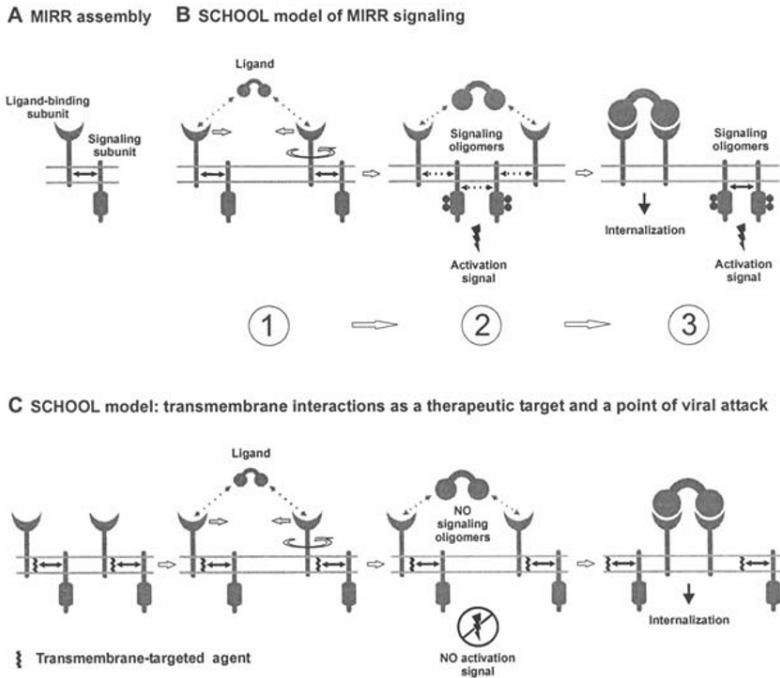 A MIRR assembly
B SCHOOL model of MIRR signaling
Ligand-binding
subunit
Signaling
subunit
Ligand
Signaling
oligomers
Activation
signal
Signaling
oligomers
Internalization
Activation
signal
1
2
3
C SCHOOL model: transmembrane interactions as a therapeutic target and a point of viral attack
Ligand
NO
signaling
oligomers
NO activation
signal
Internalization
Transmembrane-targeted agent